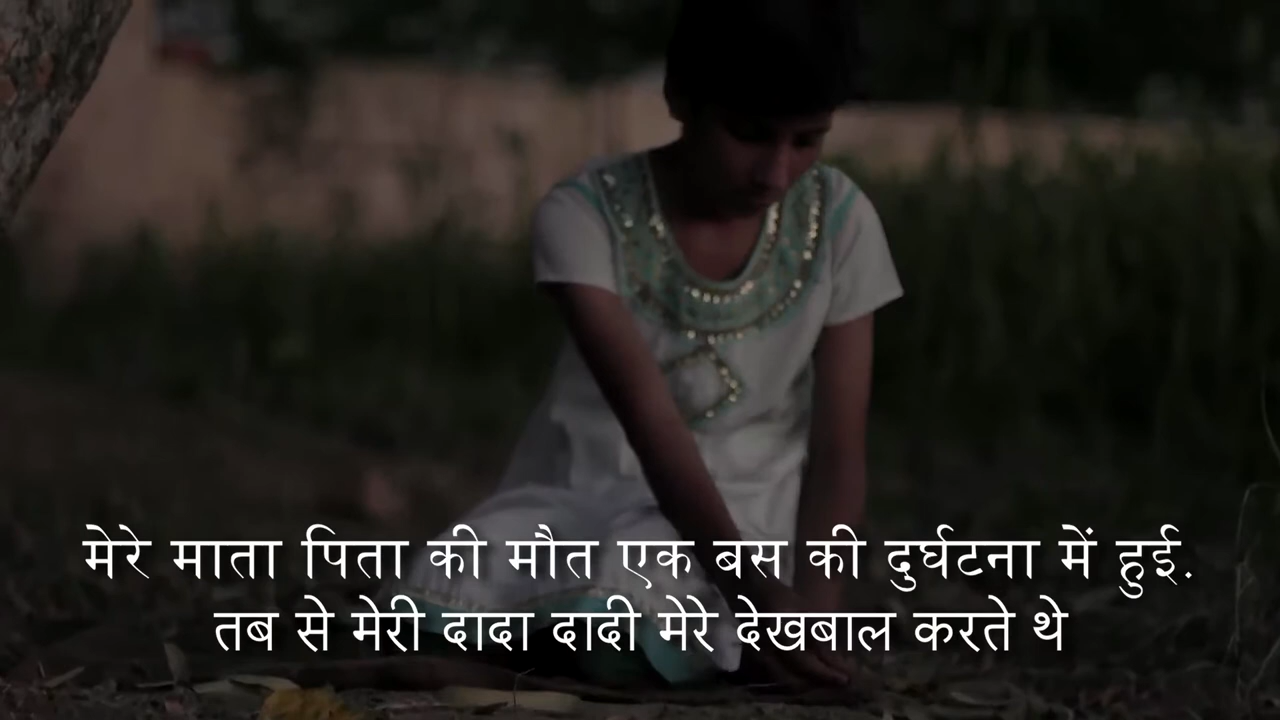 मेरे माता पिता की मौत एक बस की दुर्घटना में हुई.
तब से मेरी दादा दादी मेरे देखबाल करते थे